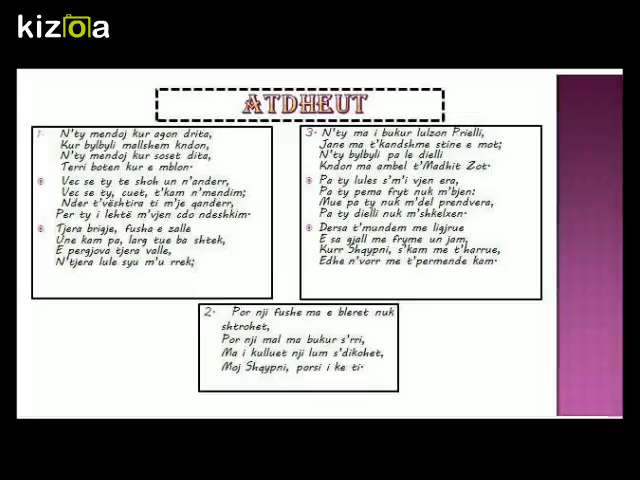 kizoa
ATDHEUT
1. N'ty mendoj kur agon drita,
Kur bylbyli mallshem kndon,
N'ty mendoj kur soset dita,
Terri boten kur e mblon.
Vec se ty te shoh un n'anderr,
Vec se ty, cuet, t'kam n'mendim;
Nder t'vështira ti m'je qanderr,
Per ty i lehtë m'vjen cdo ndeshkim.
Tjera brigje, fusha e zalle
Une kam pa, larg tue ba shtek,
E pergjova tjera valle,
N'tjera lule syu m'u rrek;
2. Por nji fushe ma e bleret nuk
shtrohet,
Por nji mal ma bukur s'rri,
Ma i kulluet nji lum s'dikohet,
Moj Shqypni, porsi i ke ti.
3. N'ty ma i bukur lulzon Prielli,
Jane ma t'kandshme stine e mot;
N'ty bylbyli pa le dielli
Kndon ma ambel t'Madhit Zot.
Pa ty lules s'm'i vjen era,
Pa ty pema fryt nuk m'bjen:
Mue pa ty nuk m'del prendvera,
Pa ty dielli nuk m'shkelxen.
Dersa t'mundem me ligjrue
E sa gjall me fryme un jam,
Kurr Shqypni, s'kam me t'harrue,
Edhe n'vorr me t'permende kam.